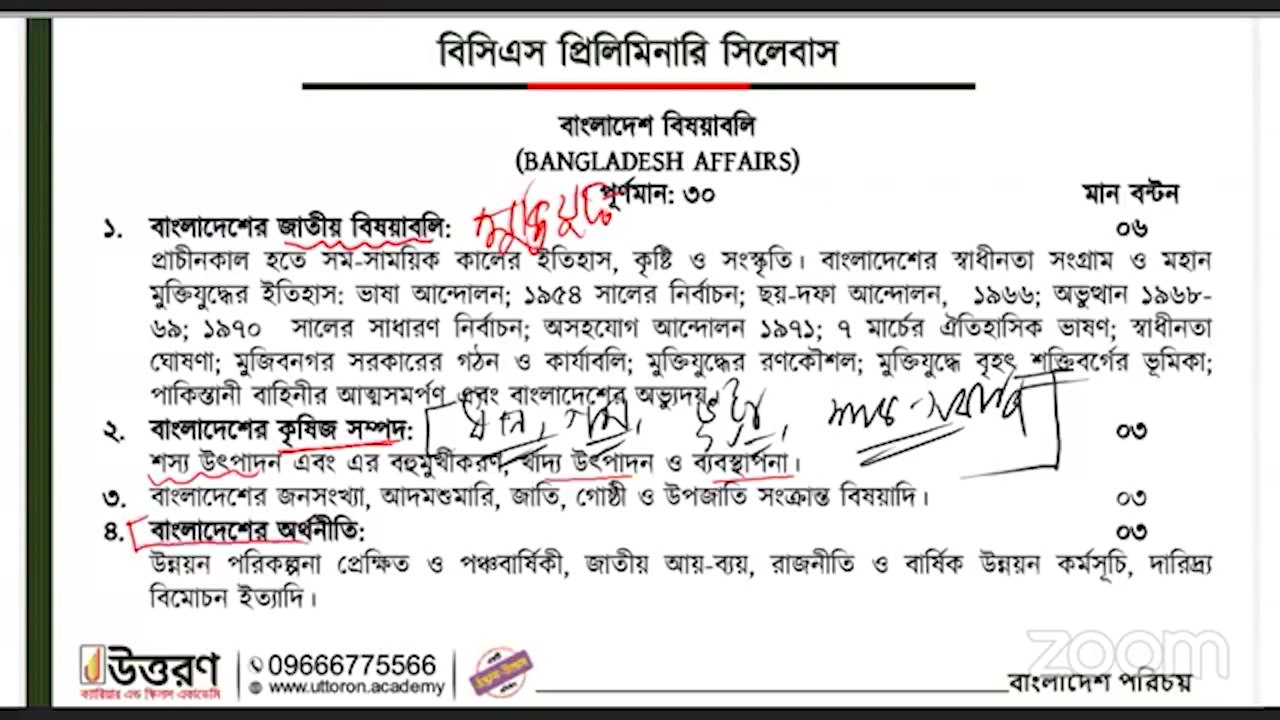 বিসিএস প্রিলিমিনারি সিলেবাস
বাংলাদেশ বিষয়াবলি
(BANGLADESH AFFAIRS)
পূর্ণমান: ৩০ মান বন্টন
১. বাংলাদেশের জাতীয় বিষয়াবলি: মুক্তিযুদ্ধ ০৬
প্রাচীনকাল হতে সম-সাময়িক কালের ইতিহাস, কৃষ্টি ও সংস্কৃতি। বাংলাদেশের স্বাধীনতা সংগ্রাম ও মহান
মুক্তিযুদ্ধের ইতিহাস: ভাষা আন্দোলন; ১৯৫৪ সালের নির্বাচন; ছয়-দফা আন্দোলন, ১৯৬৬; অভুত্থান ১৯৬৮-
৬৯; ১৯৭০ সালের সাধারণ নির্বাচন; অসহযোগ আন্দোলন ১৯৭১; ৭ মার্চের ঐতিহাসিক ভাষণ; স্বাধীনতা
ঘোষণা; মুজিবনগর সরকারের গঠন ও কার্যাবলি; মুক্তিযুদ্ধের রণকৌশল; মুক্তিযুদ্ধে বৃহৎ শক্তিবর্গের ভূমিকা;
পাকিস্তানী বাহিনীর আত্মসমর্পণ এবং বাংলাদেশের অভ্যুদয়।
২. বাংলাদেশের কৃষিজ সম্পদ: ধান, গম, ভুট্টা, ০৩
শস্য উৎপাদন এবং এর বহুমুখীকরণ, খাদ্য উৎপাদন ও ব্যবস্থাপনা।
৩. বাংলাদেশের জনসংখ্যা, আদমশুমারি, জাতি, গোষ্ঠী ও উপজাতি সংক্রান্ত বিষয়াদি। ০৩
৪. বাংলাদেশের অর্থনীতি: ০৩
উন্নয়ন পরিকল্পনা প্রেক্ষিত ও পঞ্চবার্ষিকী, জাতীয় আয়-ব্যয়, রাজনীতি ও বার্ষিক উন্নয়ন কর্মসূচি, দারিদ্র্য
বিমোচন ইত্যাদি।
উত্তরণ
ক্যারিয়ার এন্ড স্কিলস একাডেমি
09666775566
www.uttoron.academy
zoom
বাংলাদেশ পরিচয়